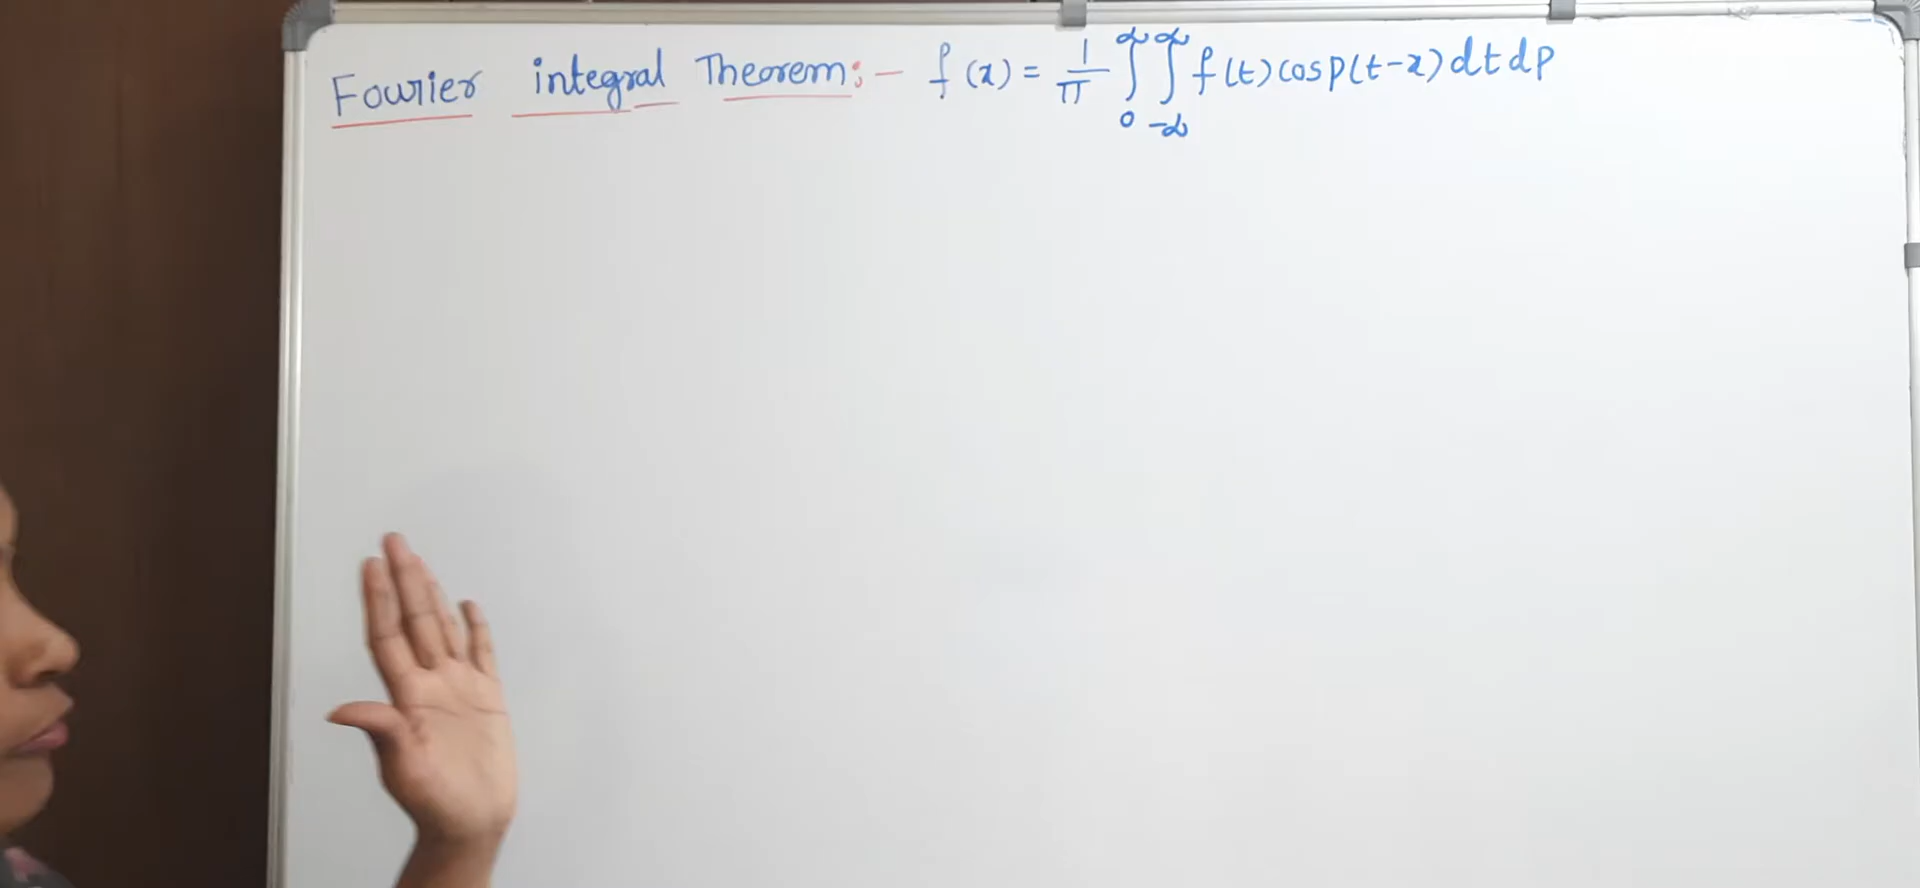 Fourier integral Theorem:- f(x) = 1/π ∫₀^∞ ∫₋∞^∞ f(t) cos p(t-x) dt dp